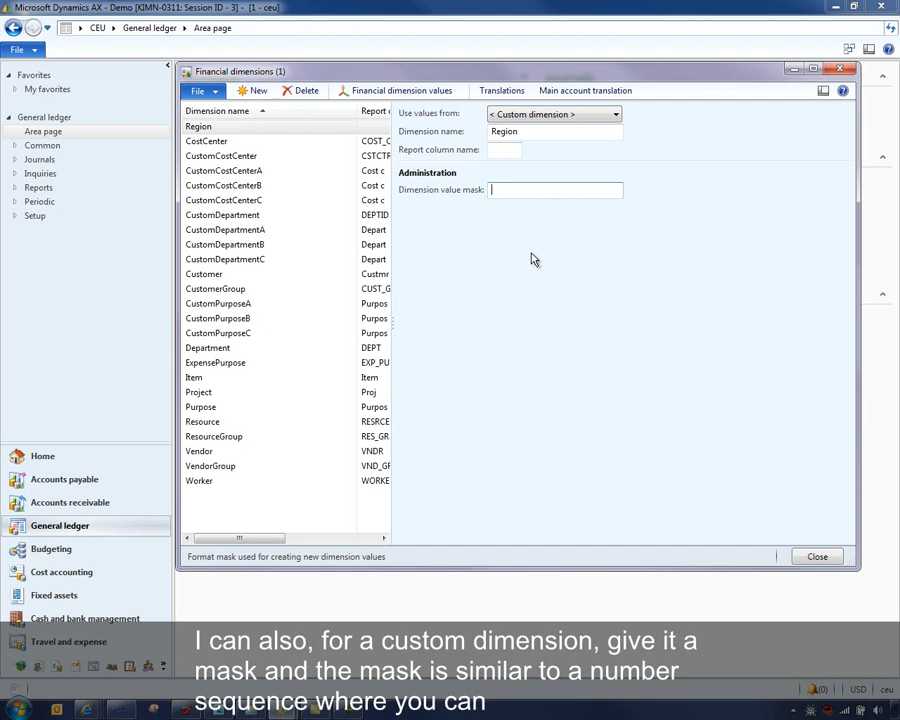 Microsoft Dynamics AX - Demo [KIMN-0311: Session ID - 3] - [1 - ceu]
CEU General ledger Area page
File
Favorites
My favorites
General ledger
Area page
Common
Journals
Inquiries
Reports
Periodic
Setup
Home
Accounts payable
Accounts receivable
General ledger
Budgeting
Cost accounting
Fixed assets
Cash and bank management
Travel and expense
Financial dimensions (1)
File New Delete Financial dimension values Translations Main account translation
Dimension name Report c
Region
CostCenter COST_C
CustomCostCenter CSTCTR
CustomCostCenterA Cost c
CustomCostCenterB Cost c
CustomCostCenterC Cost c
CustomDepartment DEPTID
CustomDepartmentA Depart
CustomDepartmentB Depart
CustomDepartmentC Depart
Customer Custmr
CustomerGroup CUST_G
CustomPurposeA Purpos
CustomPurposeB Purpos
CustomPurposeC Purpos
Department DEPT
ExpensePurpose EXP_PU
Item Item
Project Proj
Purpose Purpos
Resource RESRCE
ResourceGroup RES_GR
Vendor VNDR
VendorGroup VND_GF
Worker WORKE
Use values from: < Custom dimension >
Dimension name: Region
Report column name:
Administration
Dimension value mask:
Format mask used for creating new dimension values
Close
I can also, for a custom dimension, give it a
mask and the mask is similar to a number
sequence where you can
(0) USD ceu